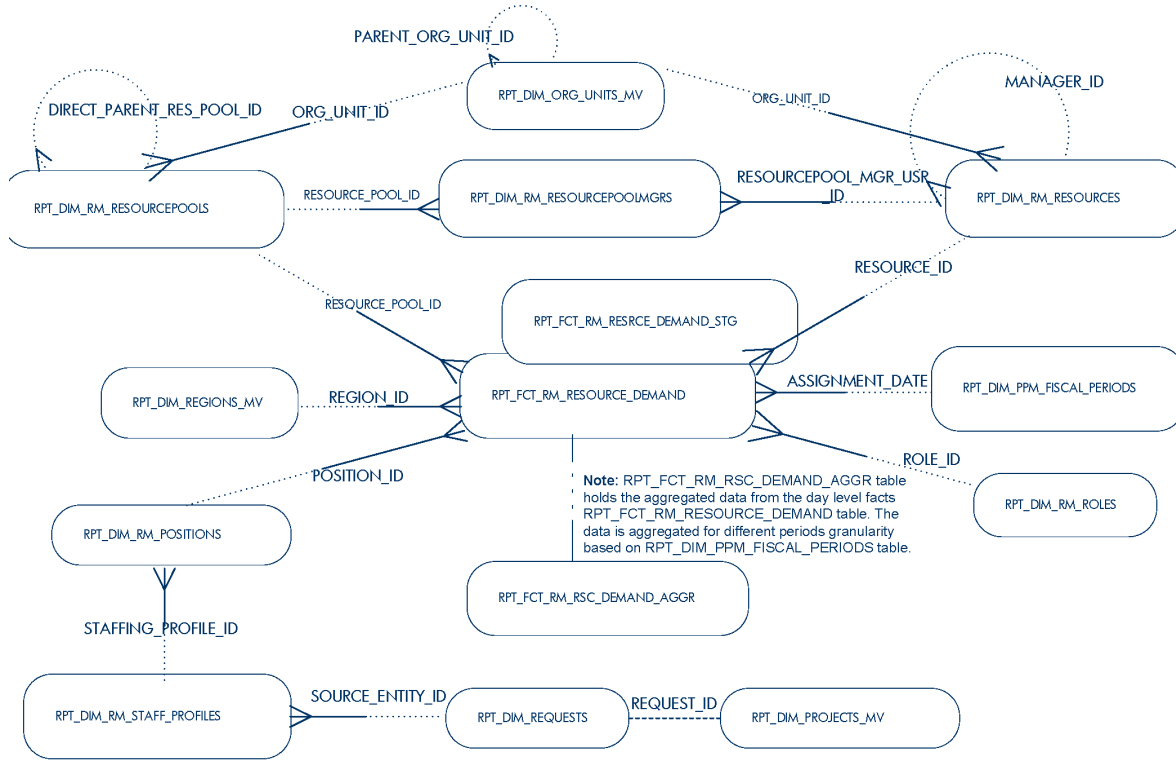 PARENT_ORG_UNIT_ID
RPT_DIM_ORG_UNITS_MV
MANAGER_ID
DIRECT_PARENT_RES_POOL_ID
ORG_UNIT_ID
ORG_UNIT_ID
RPT_DIM_RM_RESOURCEPOOLS
RESOURCE_POOL_ID
RPT_DIM_RM_RESOURCEPOOLMGRS
RESOURCEPOOL_MGR_USR
_ID
RPT_DIM_RM_RESOURCES
RESOURCE_POOL_ID
RESOURCE_ID
RPT_FCT_RM_RESRCE_DEMAND_STG
RPT_DIM_REGIONS_MV
REGION_ID
RPT_FCT_RM_RESOURCE_DEMAND
ASSIGNMENT_DATE
RPT_DIM_PPM_FISCAL_PERIODS
POSITION_ID
ROLE_ID
RPT_DIM_RM_ROLES
Note: RPT_FCT_RM_RSC_DEMAND_AGGR table
holds the aggregated data from the day level facts
RPT_FCT_RM_RESOURCE_DEMAND table. The
data is aggregated for different periods granularity
based on RPT_DIM_PPM_FISCAL_PERIODS table.
RPT_DIM_RM_POSITIONS
RPT_FCT_RM_RSC_DEMAND_AGGR
STAFFING_PROFILE_ID
RPT_DIM_RM_STAFF_PROFILES
SOURCE_ENTITY_ID
RPT_DIM_REQUESTS
REQUEST_ID
RPT_DIM_PROJECTS_MV